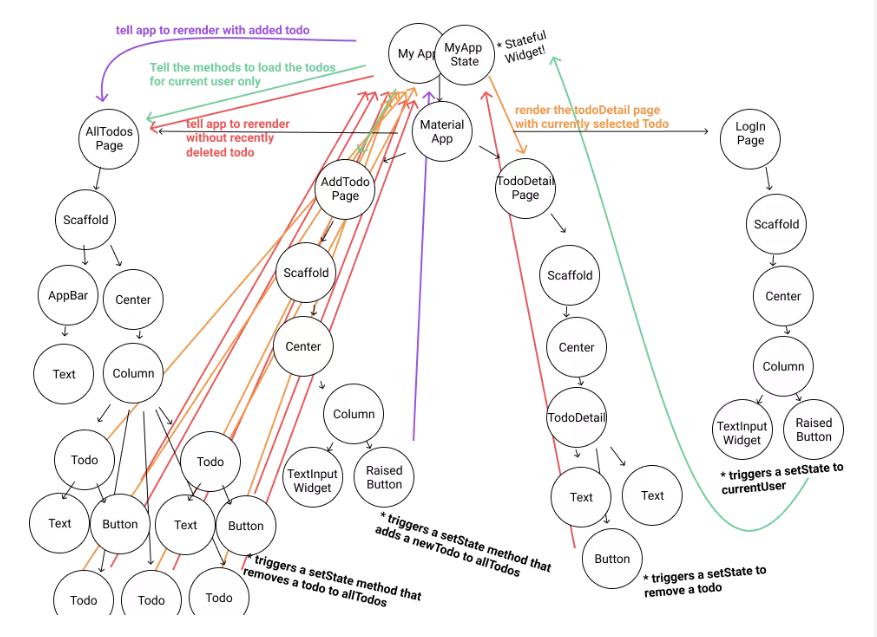 tell app to rerender with added todo
My App
MyApp
State
* Stateful
Widget!
Tell the methods to load the todos
for current user only
tell app to rerender
without recently
deleted todo
render the todoDetail page
with currently selected Todo
AllTodos
Page
Material
App
LogIn
Page
AddTodo
Page
TodoDetail
Page
Scaffold
Scaffold
Scaffold
Scaffold
AppBar
Center
Center
Center
Center
Text
Column
Column
TodoDetail
Column
Todo
Todo
TextInput
Widget
Raised
Button
TextInput
Widget
Raised
Button
* triggers a setState to
currentUser
Text
Button
Text
Button
Text
Text
* triggers a setState method that
adds a newTodo to allTodos
Button
* triggers a setState to
remove a todo
* triggers a setState method that
removes a todo to allTodos
Todo
Todo
Todo